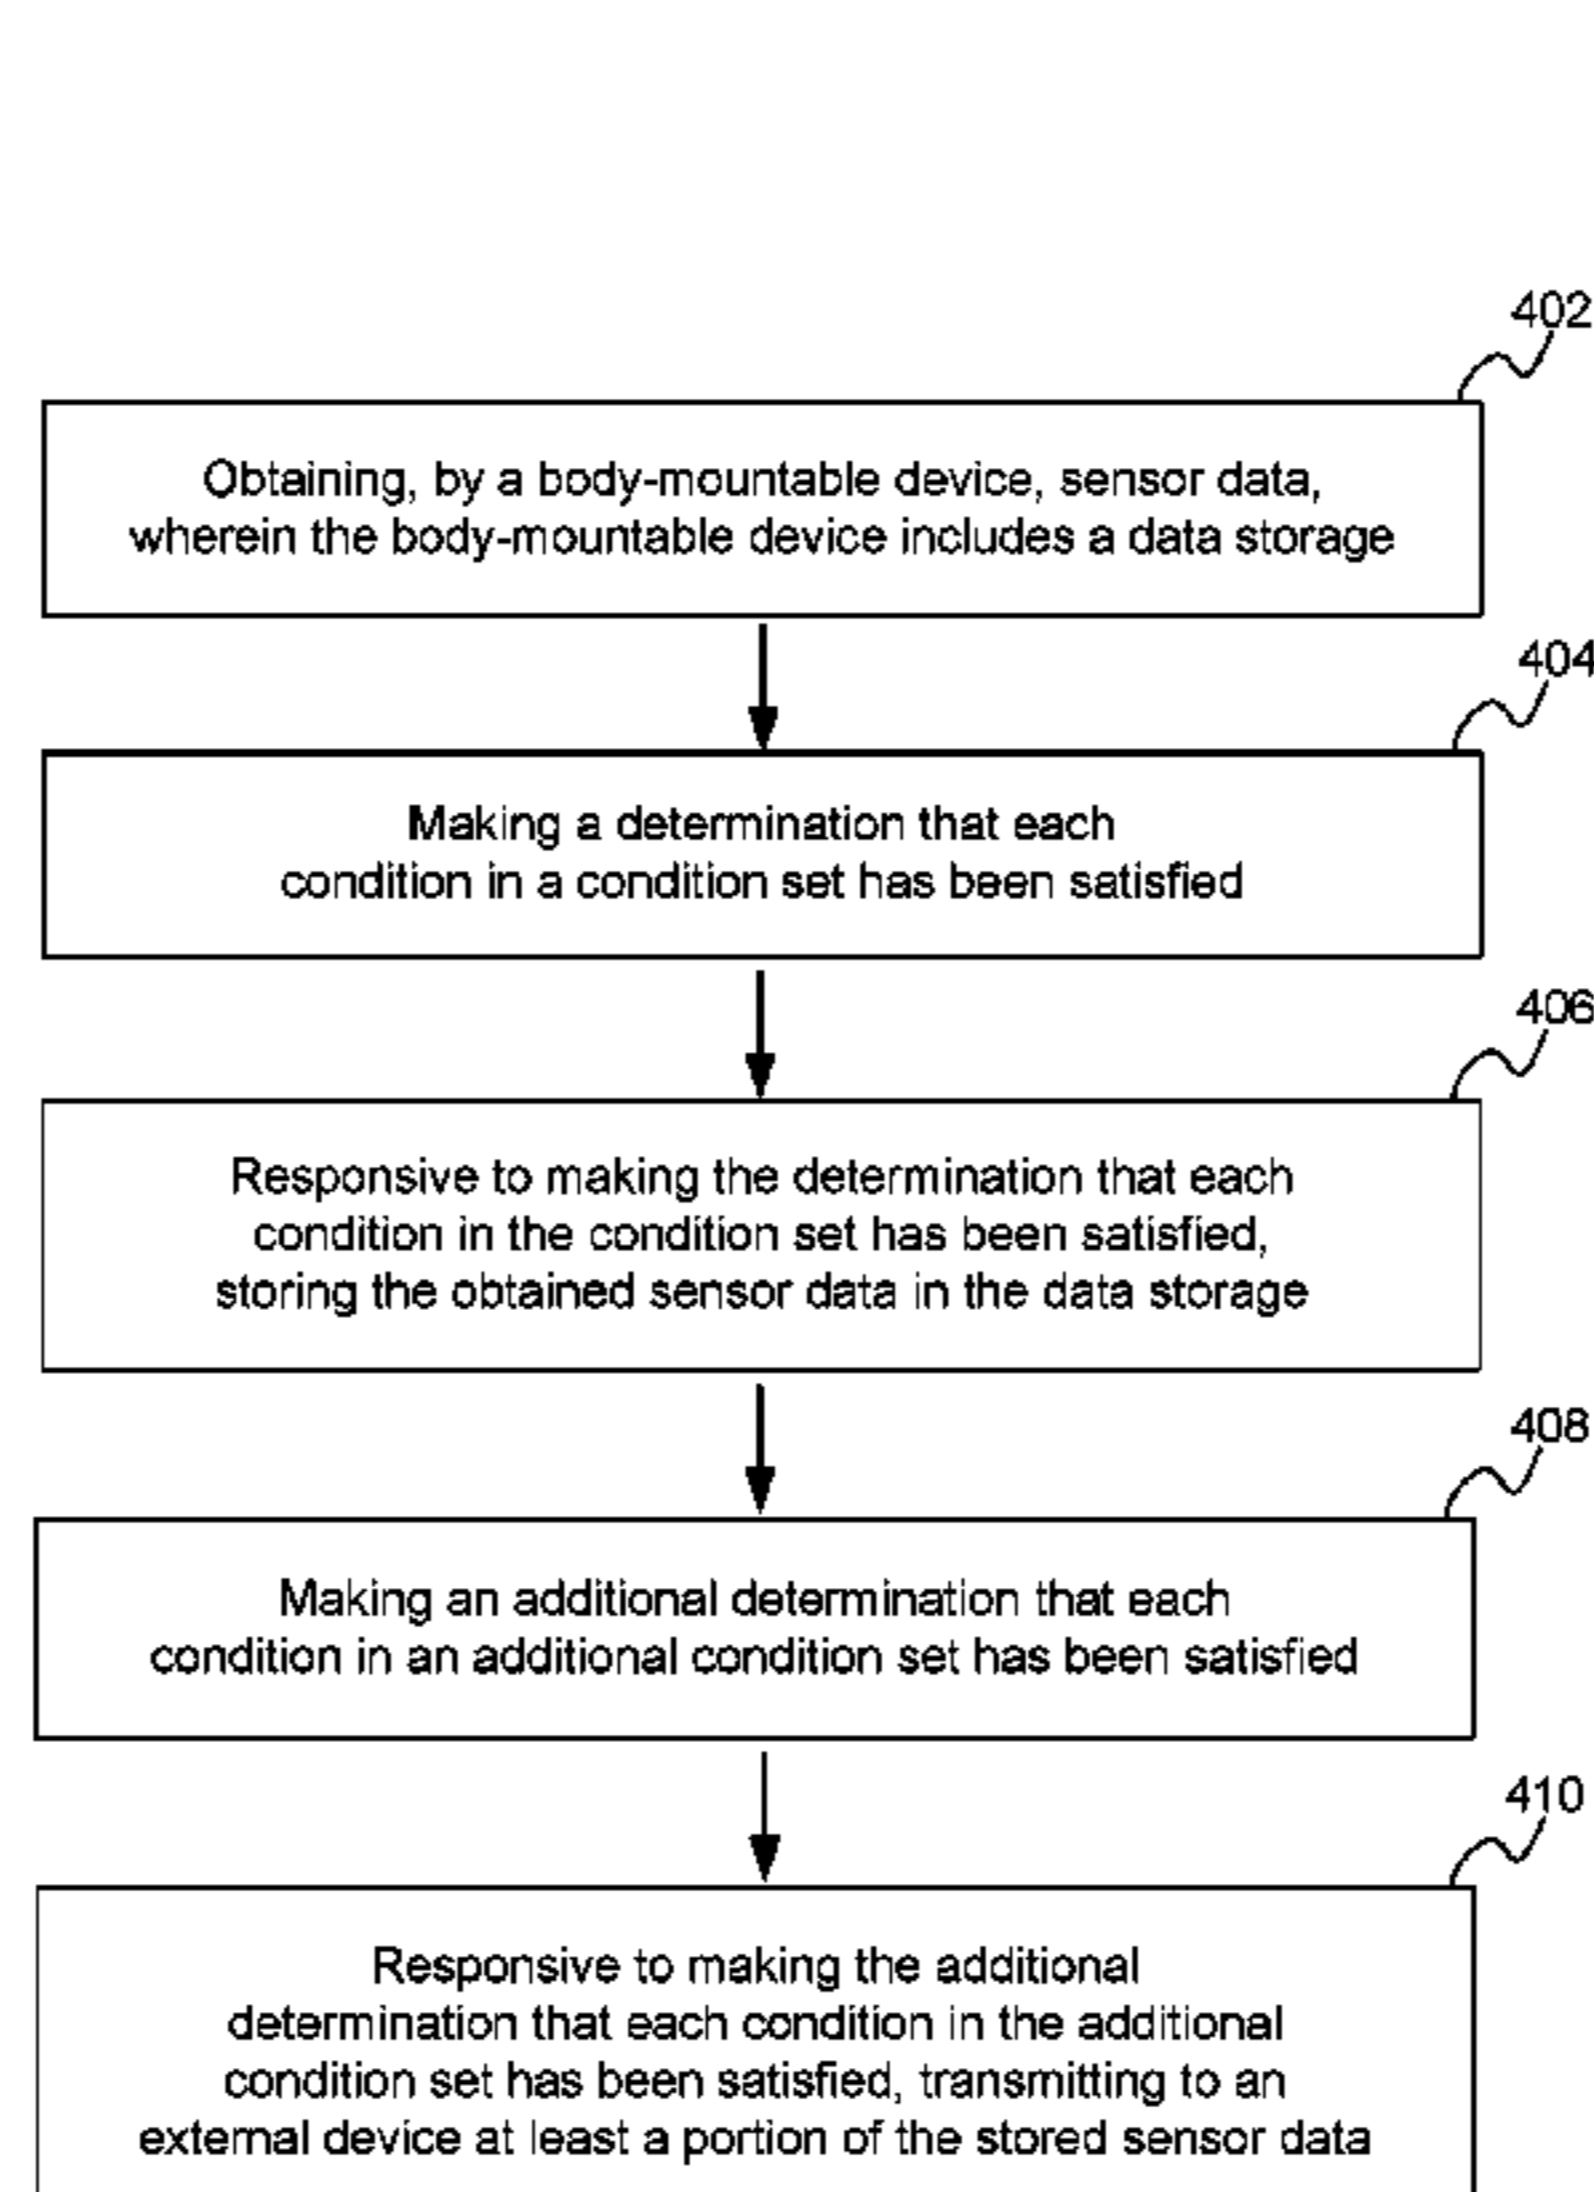 402
Obtaining, by a body-mountable device, sensor data,
wherein the body-mountable device includes a data storage
404
Making a determination that each
condition in a condition set has been satisfied
406
Responsive to making the determination that each
condition in the condition set has been satisfied,
storing the obtained sensor data in the data storage
408
Making an additional determination that each
condition in an additional condition set has been satisfied
410
Responsive to making the additional
determination that each condition in the additional
condition set has been satisfied, transmitting to an
external device at least a portion of the stored sensor data